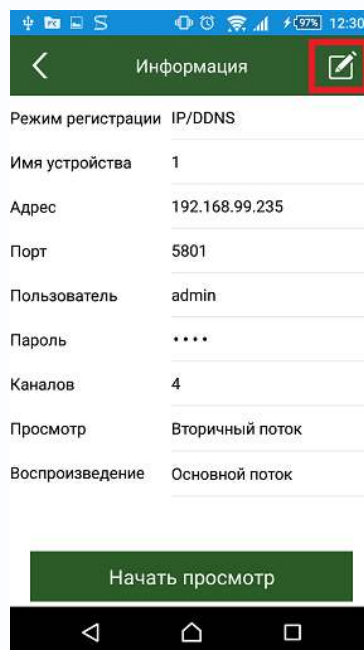 97% 12:30
Информация
Режим регистрации IP/DDNS
Имя устройства 1
Адрес 192.168.99.235
Порт 5801
Пользователь admin
Пароль ••••
Каналов 4
Просмотр Вторичный поток
Воспроизведение Основной поток
Начать просмотр